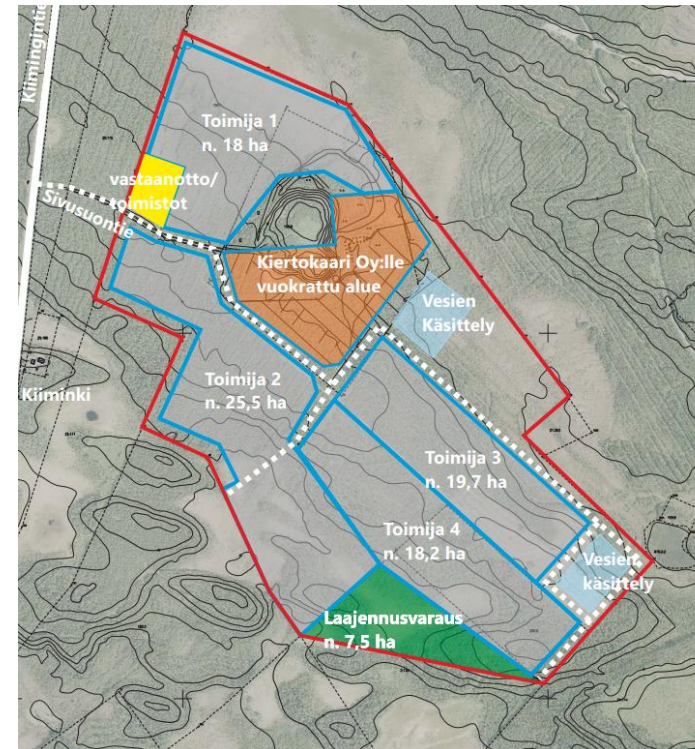 Kiimingintie
Toimija 1
n. 18 ha
vastaanotto/
toimistot
Sivusuontie
Kiertokaari Oy:lle
vuokrattu alue
Vesien
Käsittely
Toimija 2
n. 25,5 ha
Kiiminki
Toimija 3
n. 19,7 ha
Toimija 4
n. 18,2 ha
Vesien
käsittely
Laajennusvaraus
n. 7,5 ha